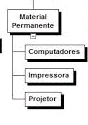 Material
Permanente
Computadores
Impressora
Projetor